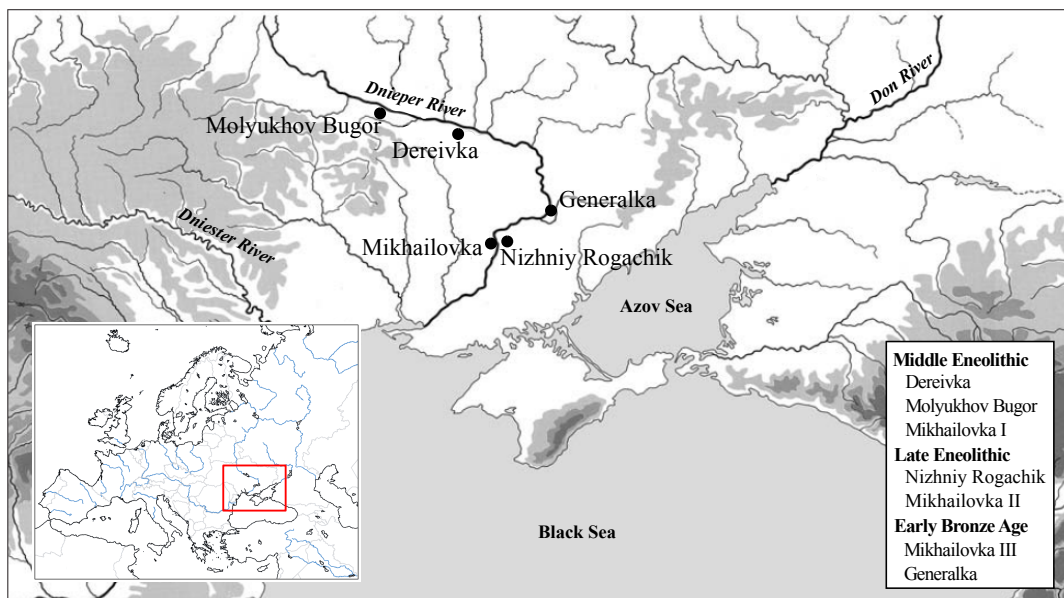 Dnieper River
Don River
Molyukhov Bugor
Dereivka
Generalka
Dniester River
Mikhailovka
Nizhniy Rogachik
Azov Sea
Black Sea
Middle Eneolithic
Dereivka
Molyukhov Bugor
Mikhailovka I
Late Eneolithic
Nizhniy Rogachik
Mikhailovka II
Early Bronze Age
Mikhailovka III
Generalka